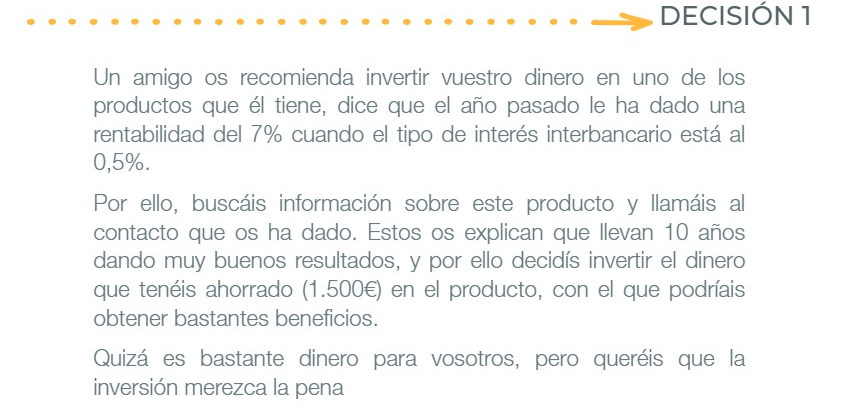 DECISIÓN 1
Un amigo os recomienda invertir vuestro dinero en uno de los
productos que él tiene, dice que el año pasado le ha dado una
rentabilidad del 7% cuando el tipo de interés interbancario está al
0,5%.
Por ello, buscáis información sobre este producto y llamáis al
contacto que os ha dado. Estos os explican que llevan 10 años
dando muy buenos resultados, y por ello decidís invertir el dinero
que tenéis ahorrado (1.500€) en el producto, con el que podríais
obtener bastantes beneficios.
Quizá es bastante dinero para vosotros, pero queréis que la
inversión merezca la pena